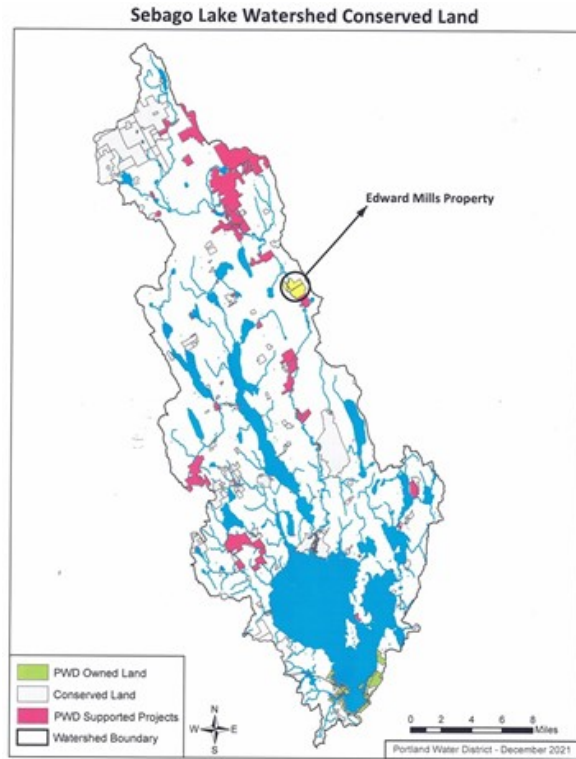 Sebago Lake Watershed Conserved Land
Edward Mills Property
PWD Owned Land
Conserved Land
PWD Supported Projects
Watershed Boundary
N
W E
S
0 2 4 6 8
Miles
Portland Water District - December 2021